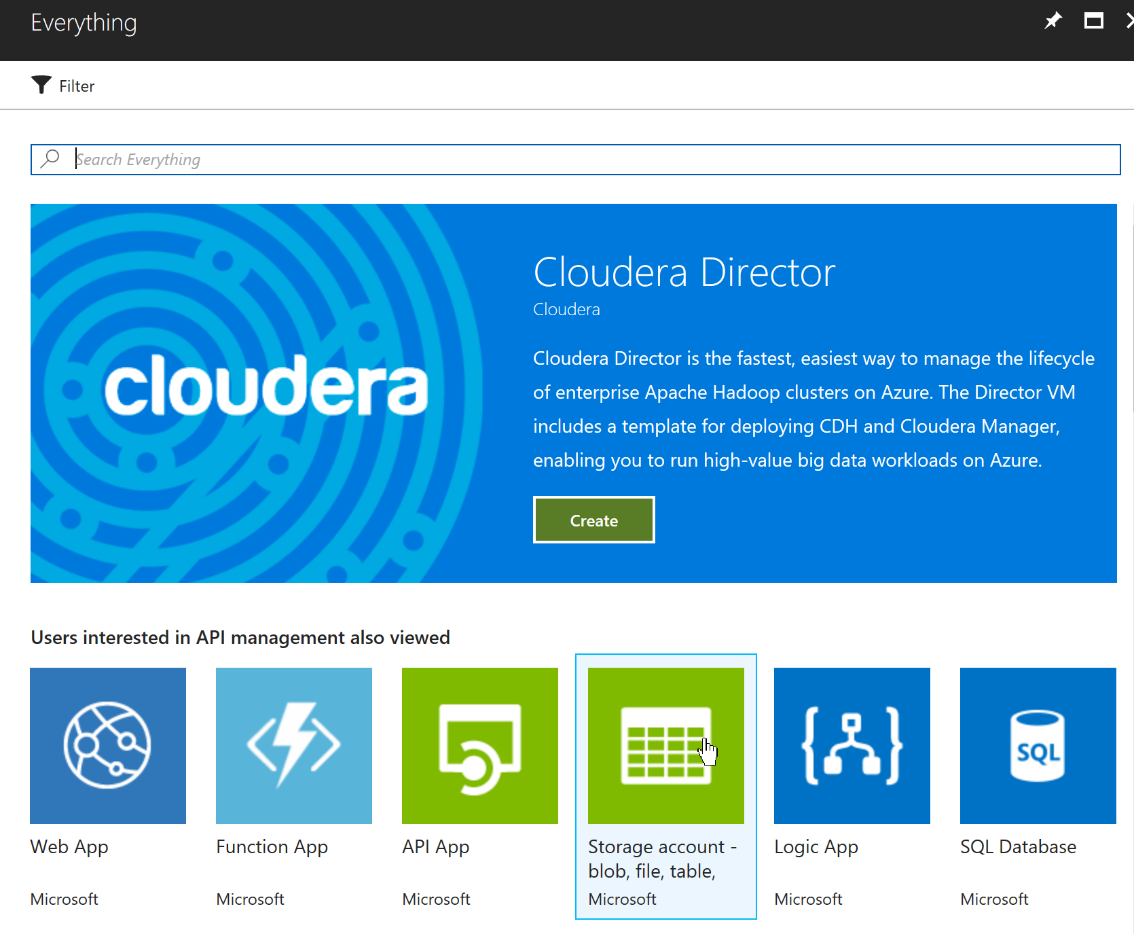 Everything
Filter
Search Everything
cloudera
Cloudera Director
Cloudera
Cloudera Director is the fastest, easiest way to manage the lifecycle
of enterprise Apache Hadoop clusters on Azure. The Director VM
includes a template for deploying CDH and Cloudera Manager,
enabling you to run high-value big data workloads on Azure.
Create
Users interested in API management also viewed
SQL
Web App
Function App
API App
Storage account -
blob, file, table,
Logic App
SQL Database
Microsoft
Microsoft
Microsoft
Microsoft
Microsoft
Microsoft